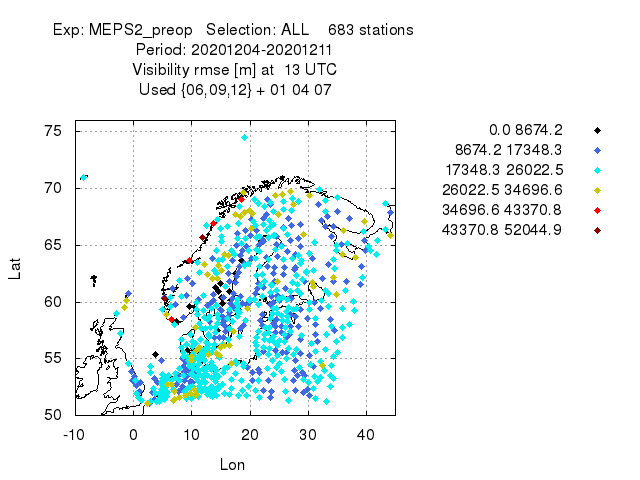 Exp: MEPS2_preop Selection: ALL 683 stations
Period: 20201204-20201211
Visibility rmse [m] at 13 UTC
Used {06,09,12} + 01 04 07
0.0 8674.2
8674.2 17348.3
17348.3 26022.5
26022.5 34696.6
34696.6 43370.8
43370.8 52044.9
75
70
65
60
55
50
Lat
-10 0 10 20 30 40
Lon